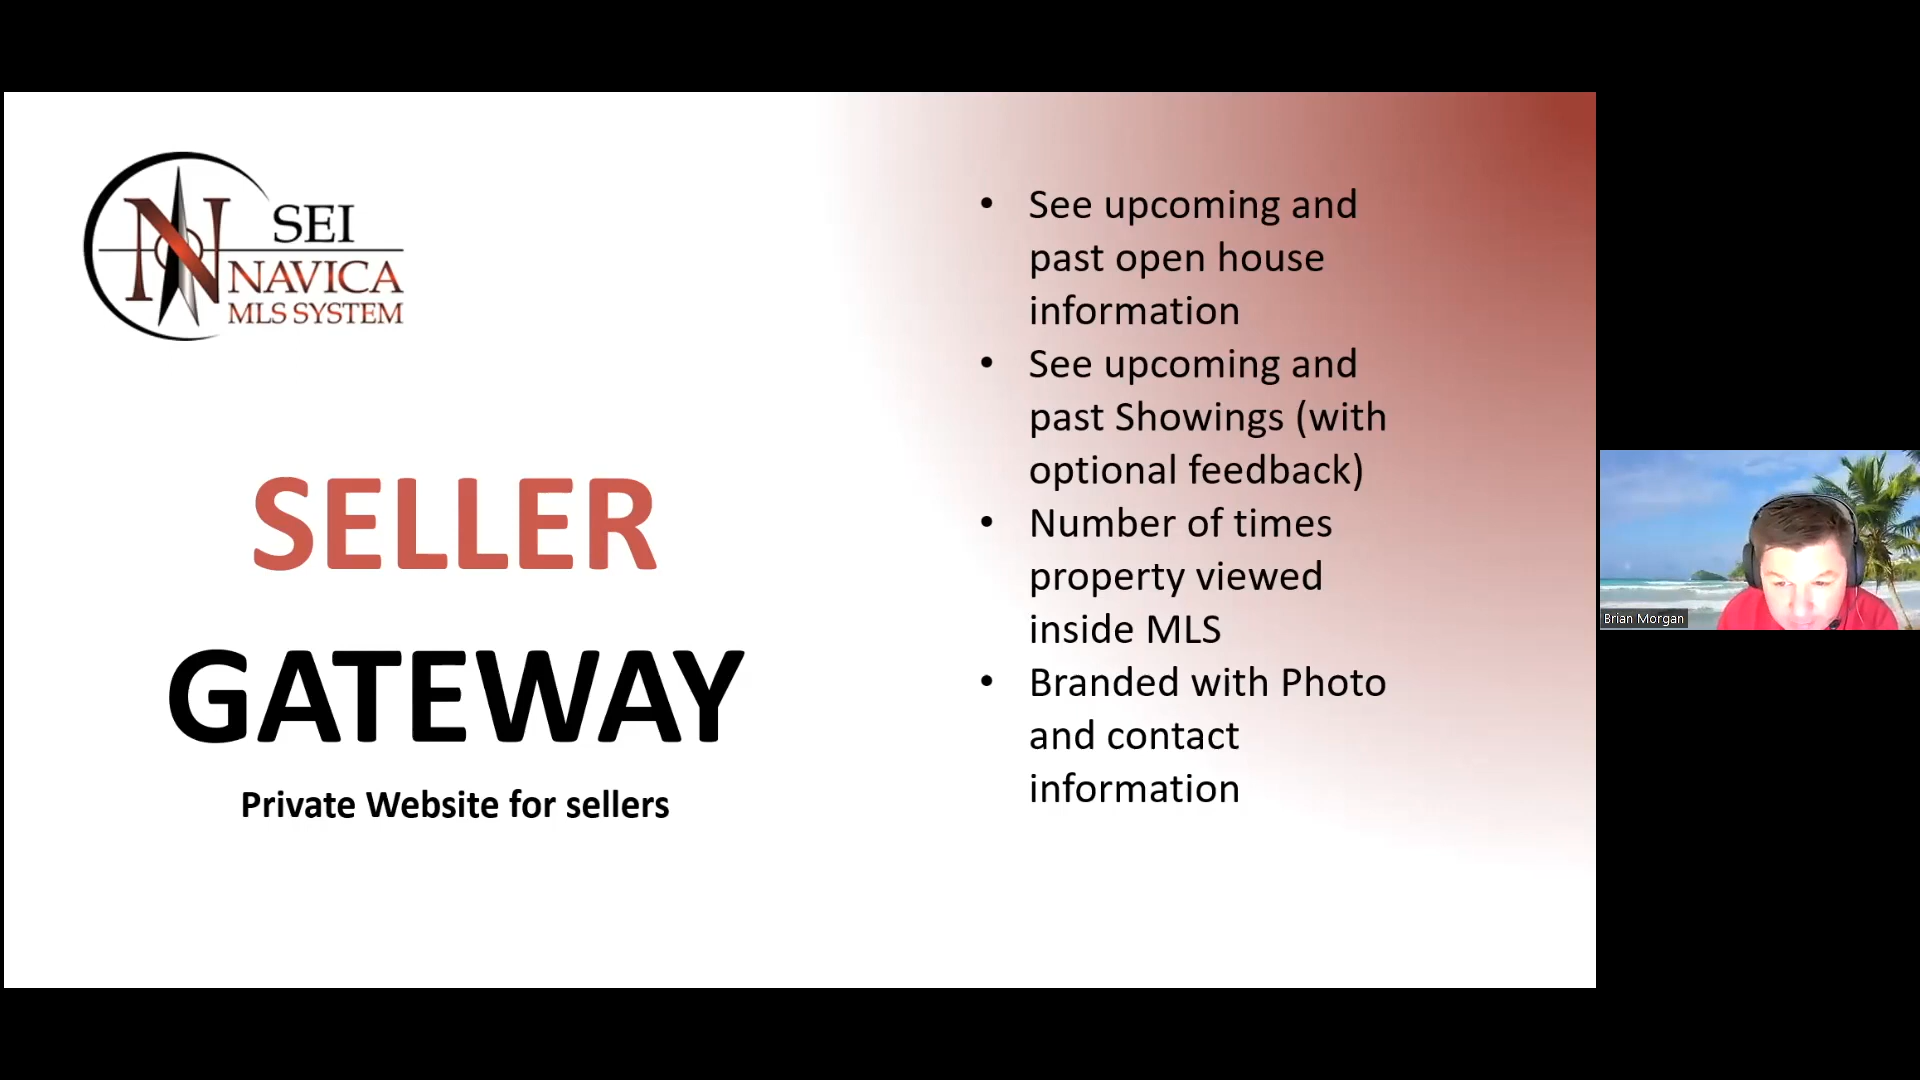 SEI
NAVICA
MLS SYSTEM
SELLER
GATEWAY
Private Website for sellers
• See upcoming and
past open house
information
• See upcoming and
past Showings (with
optional feedback)
• Number of times
property viewed
inside MLS
• Branded with Photo
and contact
information
Brian Morgan